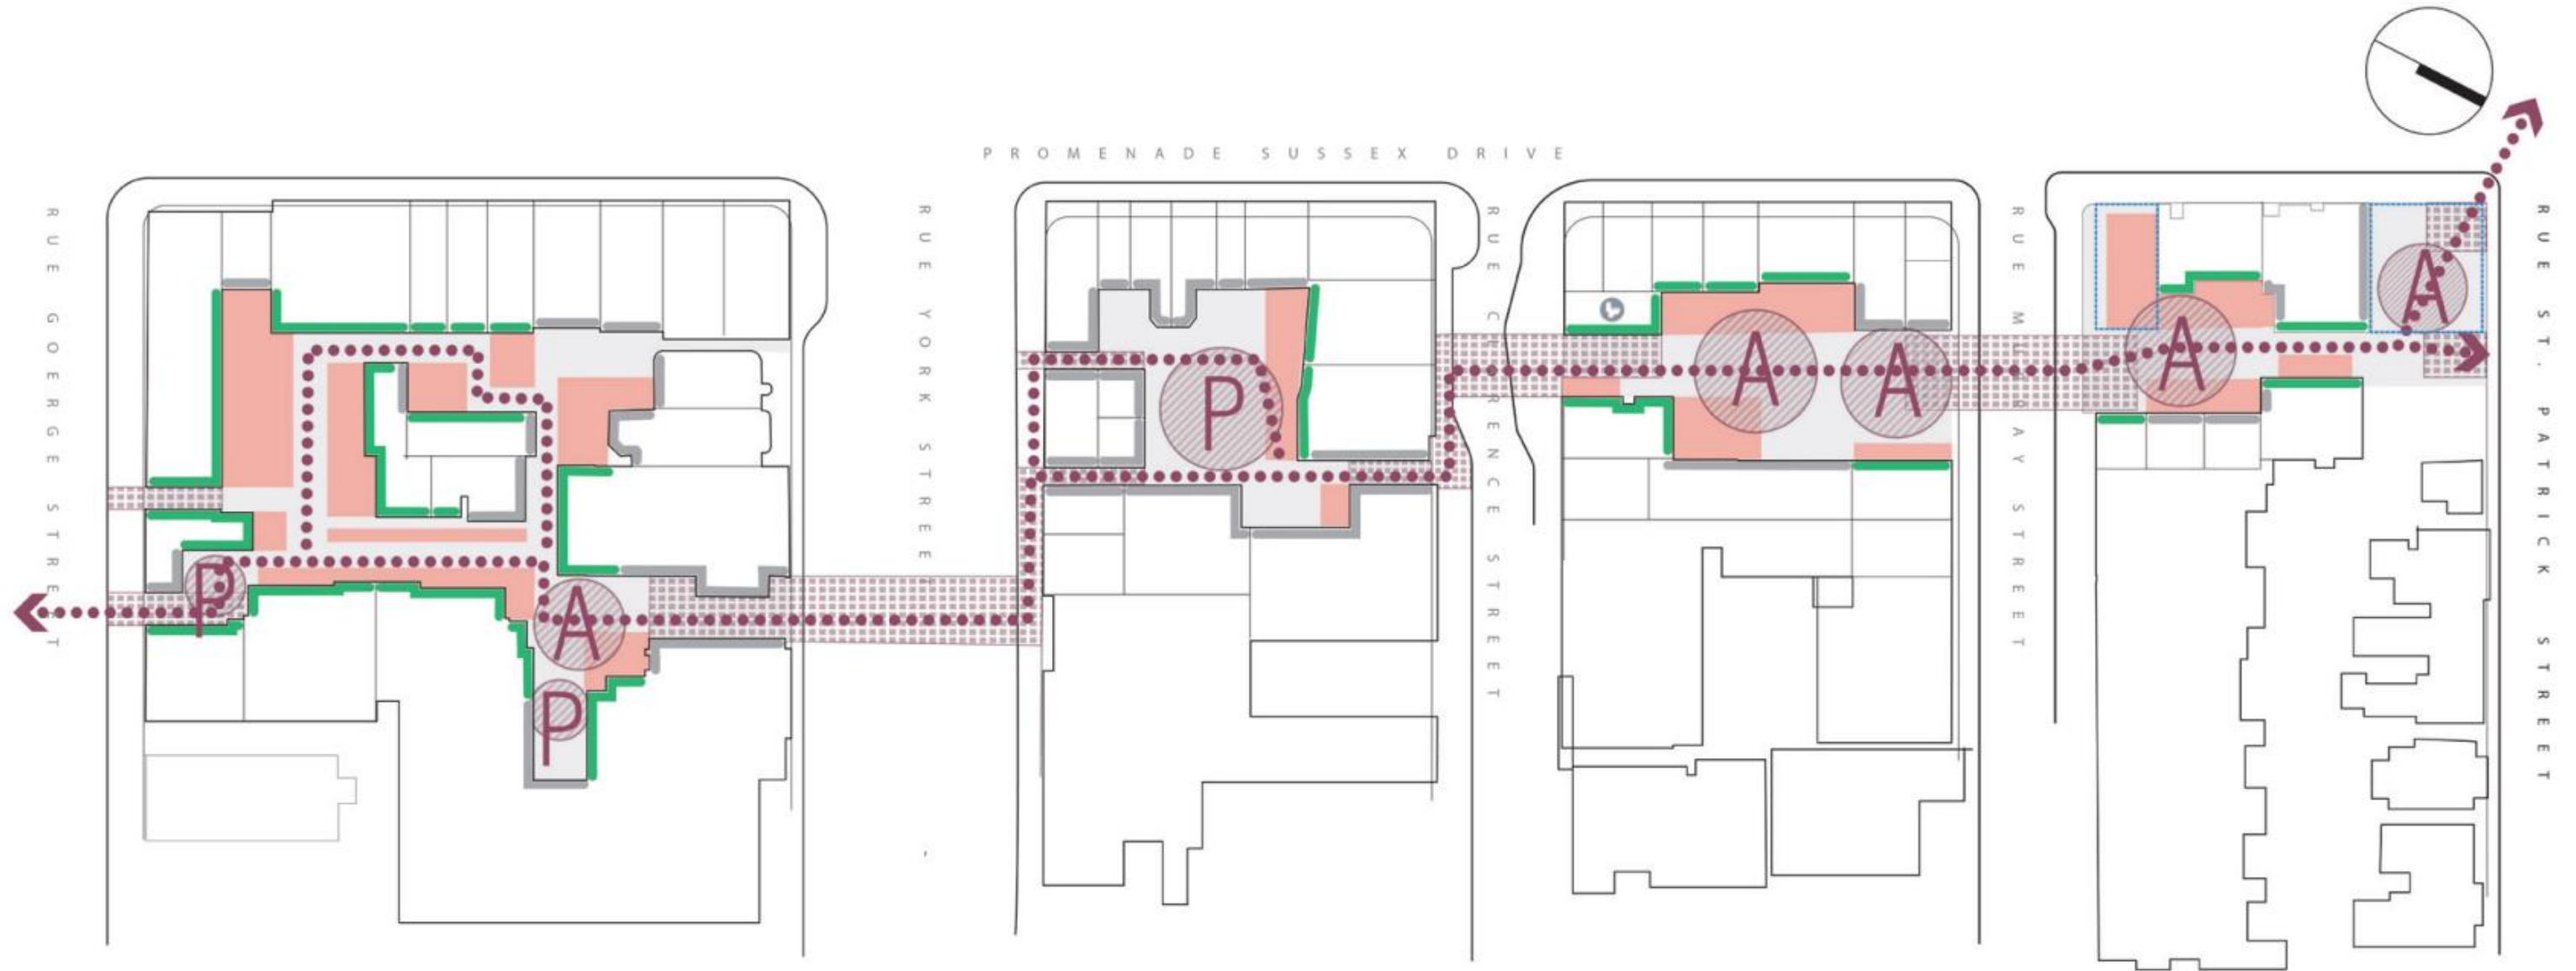 PROMENADE SUSSEX DRIVE
RUE GOERGE STREET
RUE YORK STREET
RUE CLARENCE STREET
RUE MURRAY STREET
RUE ST. PATRICK STREET
P
A
P
P
A
A
A
A